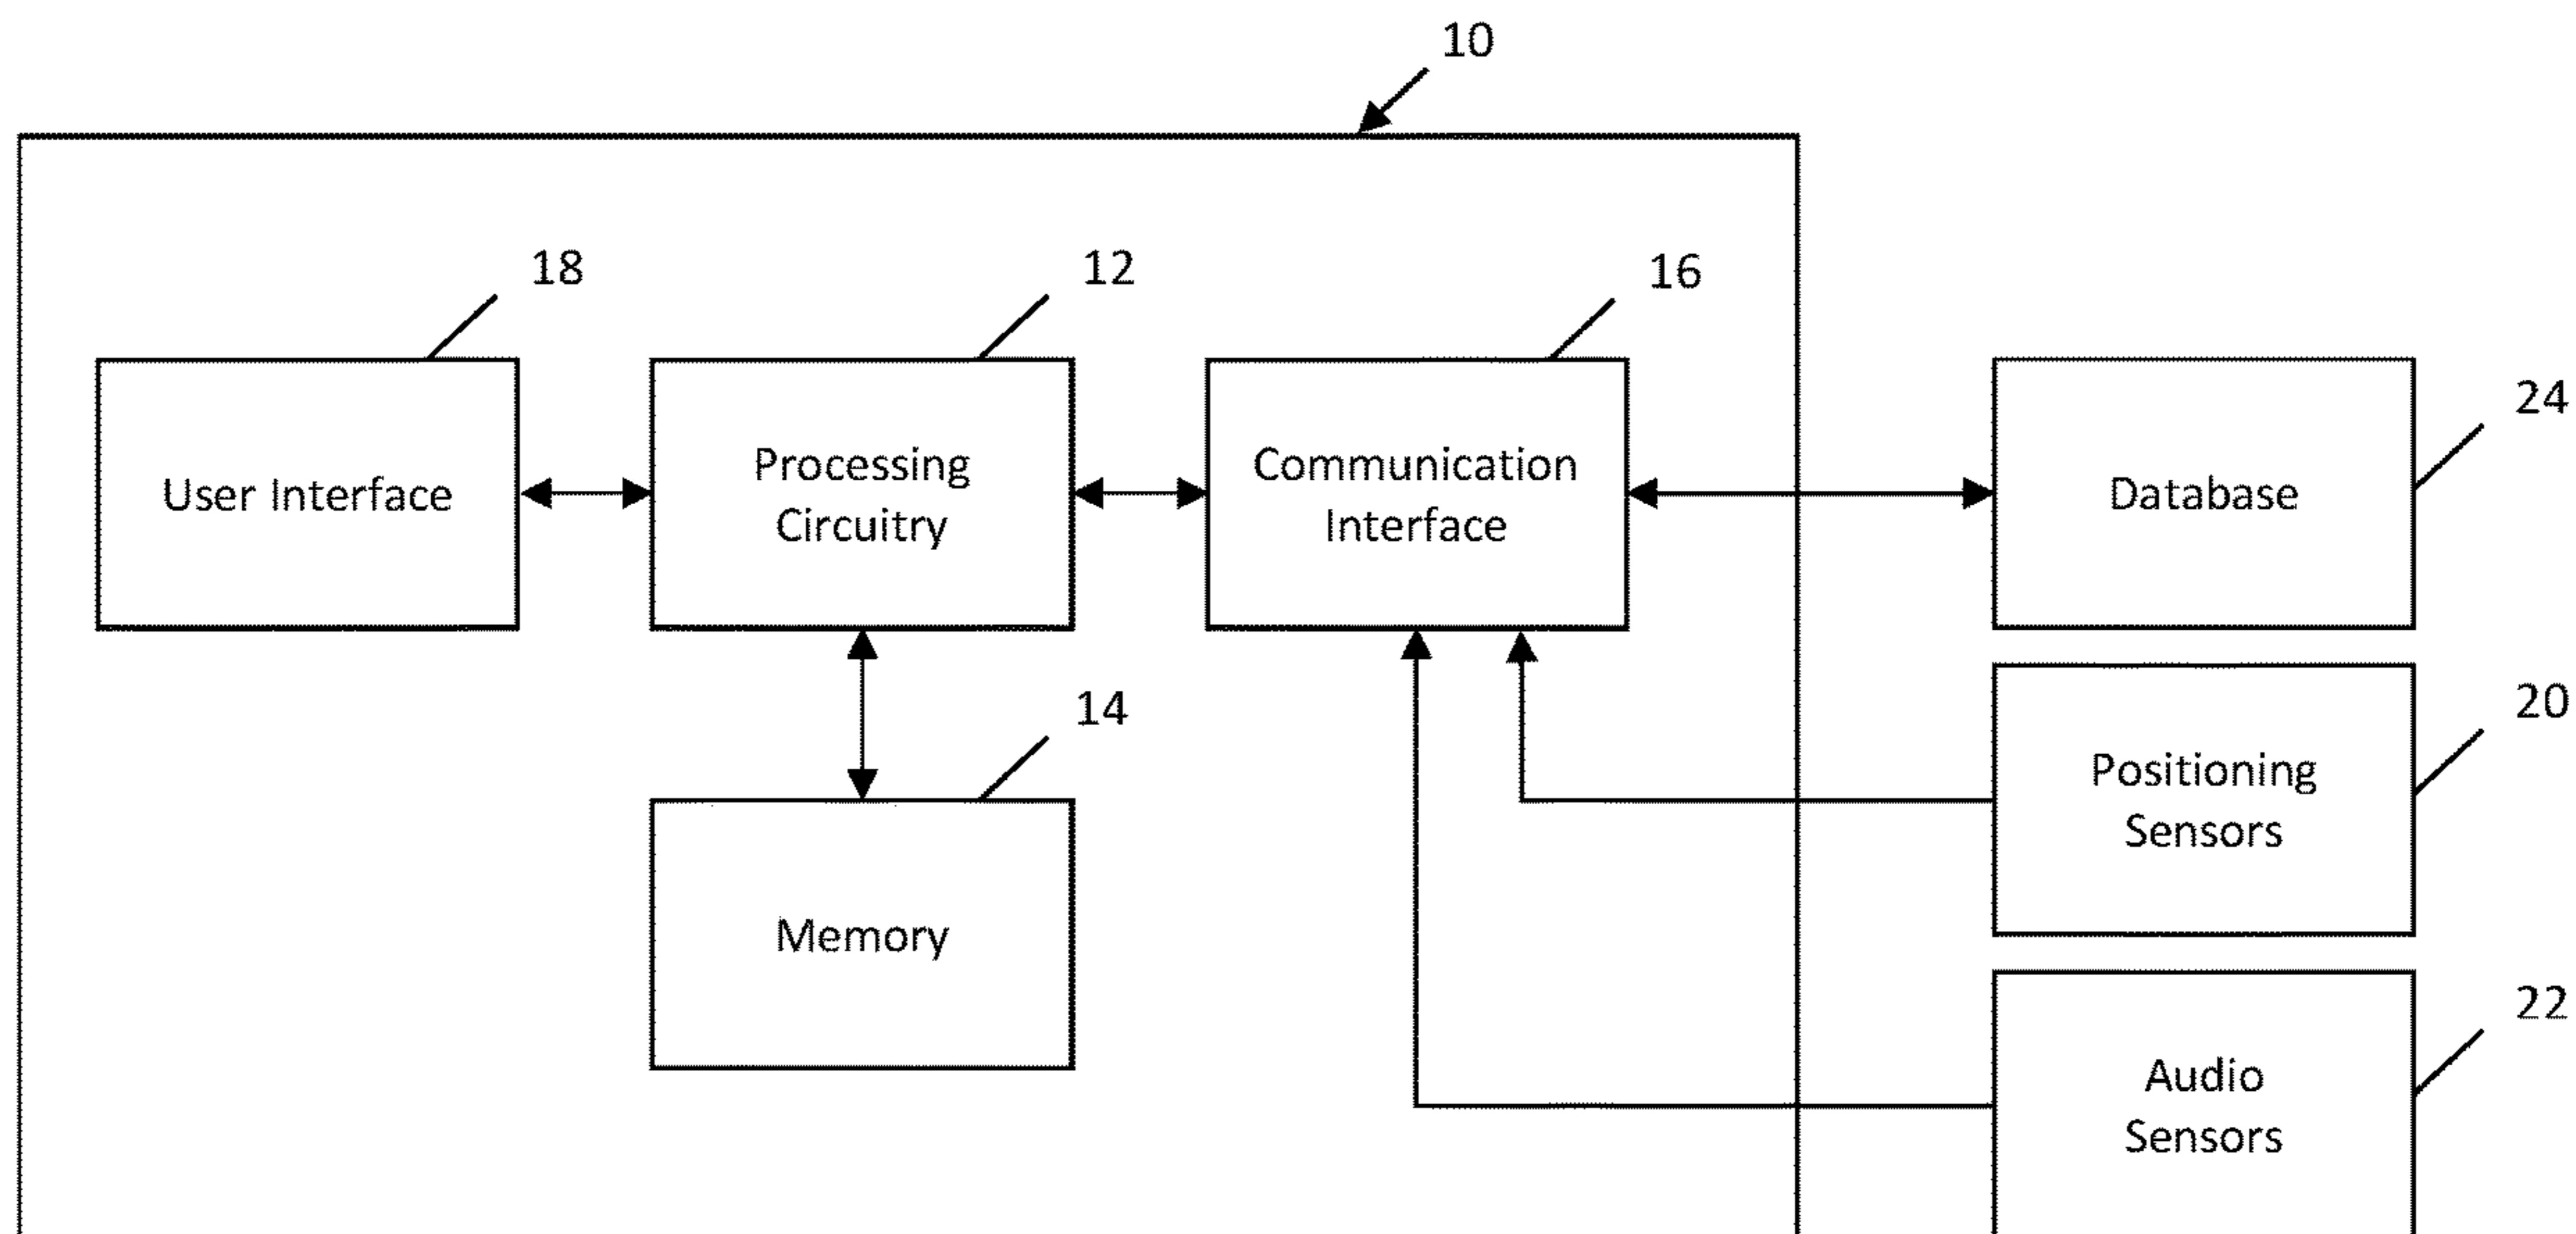 10
18
12
16
User Interface
Processing
Circuitry
Communication
Interface
Database
24
14
Memory
Positioning
Sensors
20
Audio
Sensors
22